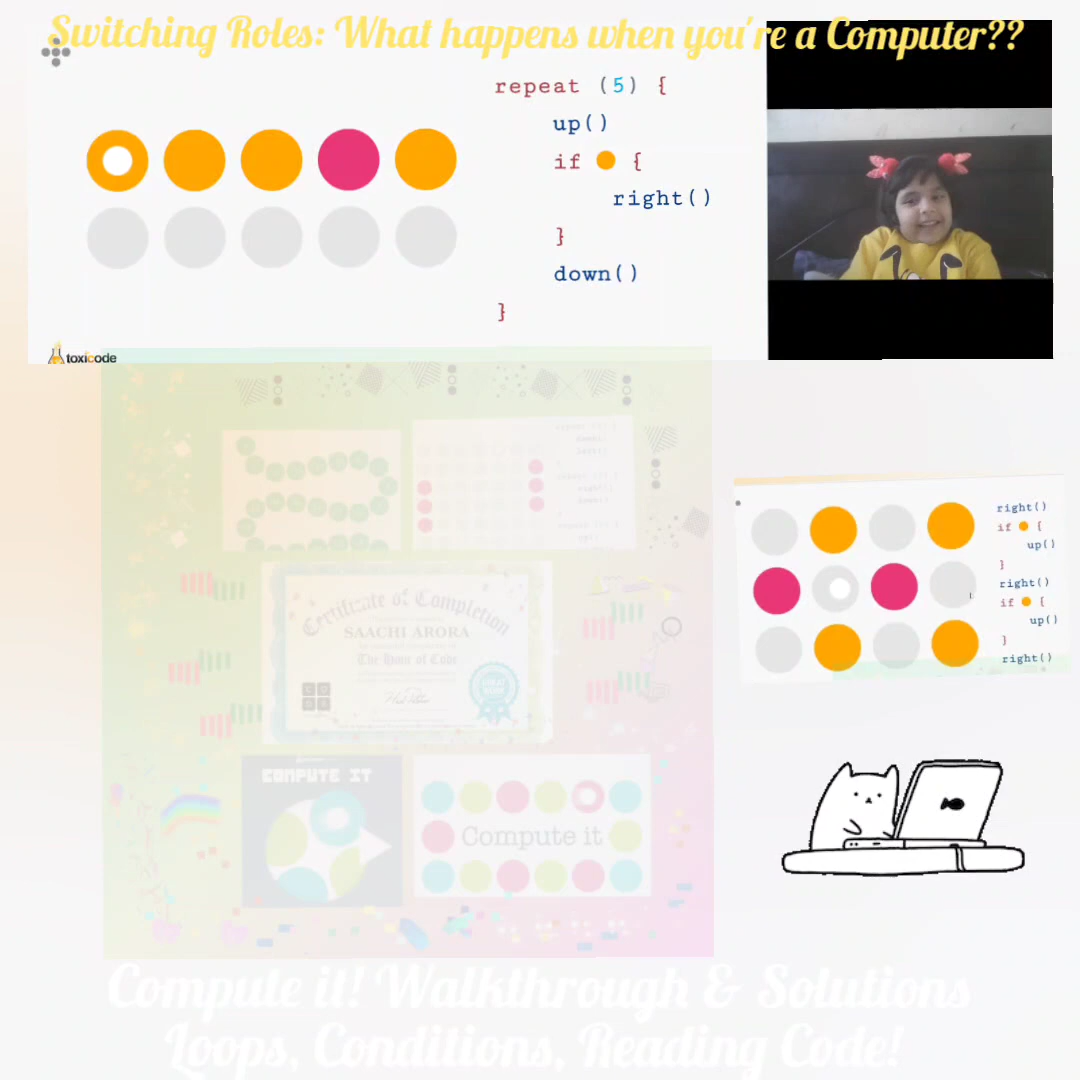 Switching Roles: What happens when you're a Computer??
repeat (5) {
up()
if {
right()
}
down()
}
toxicode
right()
if {
up()
}
right()
if {
up()
}
right()
Certificate of Completion
SAACHI ARORA
The Hour of Code
COMPUTE IT
Compute it
Compute it! Walkthrough & Solutions
Loops, Conditions, Reading Code!